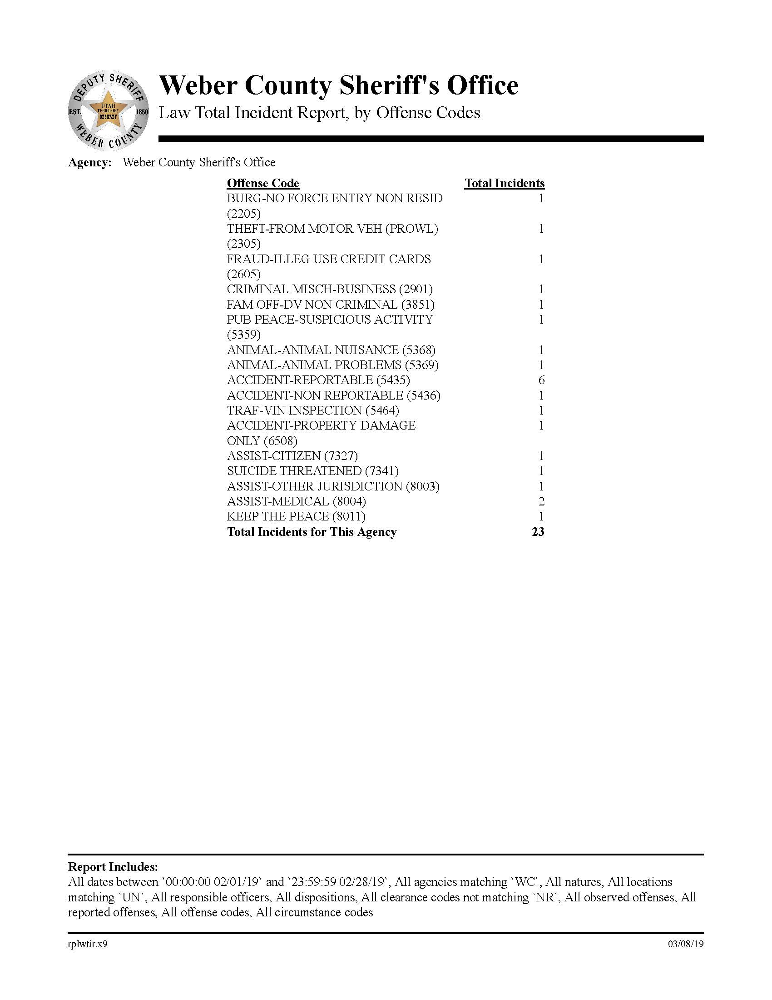 DEPUTY SHERIFF
EST.
UTAH
TERRITORY
DESERET
1850
WEBER COUNTY
Weber County Sheriff's Office
Law Total Incident Report, by Offense Codes
Agency: Weber County Sheriff's Office
Offense Code Total Incidents
BURG-NO FORCE ENTRY NON RESID 1
(2205)
THEFT-FROM MOTOR VEH (PROWL) 1
(2305)
FRAUD-ILLEG USE CREDIT CARDS 1
(2605)
CRIMINAL MISCH-BUSINESS (2901) 1
FAM OFF-DV NON CRIMINAL (3851) 1
PUB PEACE-SUSPICIOUS ACTIVITY 1
(5359)
ANIMAL-ANIMAL NUISANCE (5368) 1
ANIMAL-ANIMAL PROBLEMS (5369) 1
ACCIDENT-REPORTABLE (5435) 6
ACCIDENT-NON REPORTABLE (5436) 1
TRAF-VIN INSPECTION (5464) 1
ACCIDENT-PROPERTY DAMAGE 1
ONLY (6508)
ASSIST-CITIZEN (7327) 1
SUICIDE THREATENED (7341) 1
ASSIST-OTHER JURISDICTION (8003) 1
ASSIST-MEDICAL (8004) 2
KEEP THE PEACE (8011) 1
Total Incidents for This Agency 23
Report Includes:
All dates between `00:00:00 02/01/19` and `23:59:59 02/28/19`, All agencies matching `WC`, All natures, All locations
matching `UN`, All responsible officers, All dispositions, All clearance codes not matching `NR`, All observed offenses, All
reported offenses, All offense codes, All circumstance codes
rplwtir.x9 03/08/19